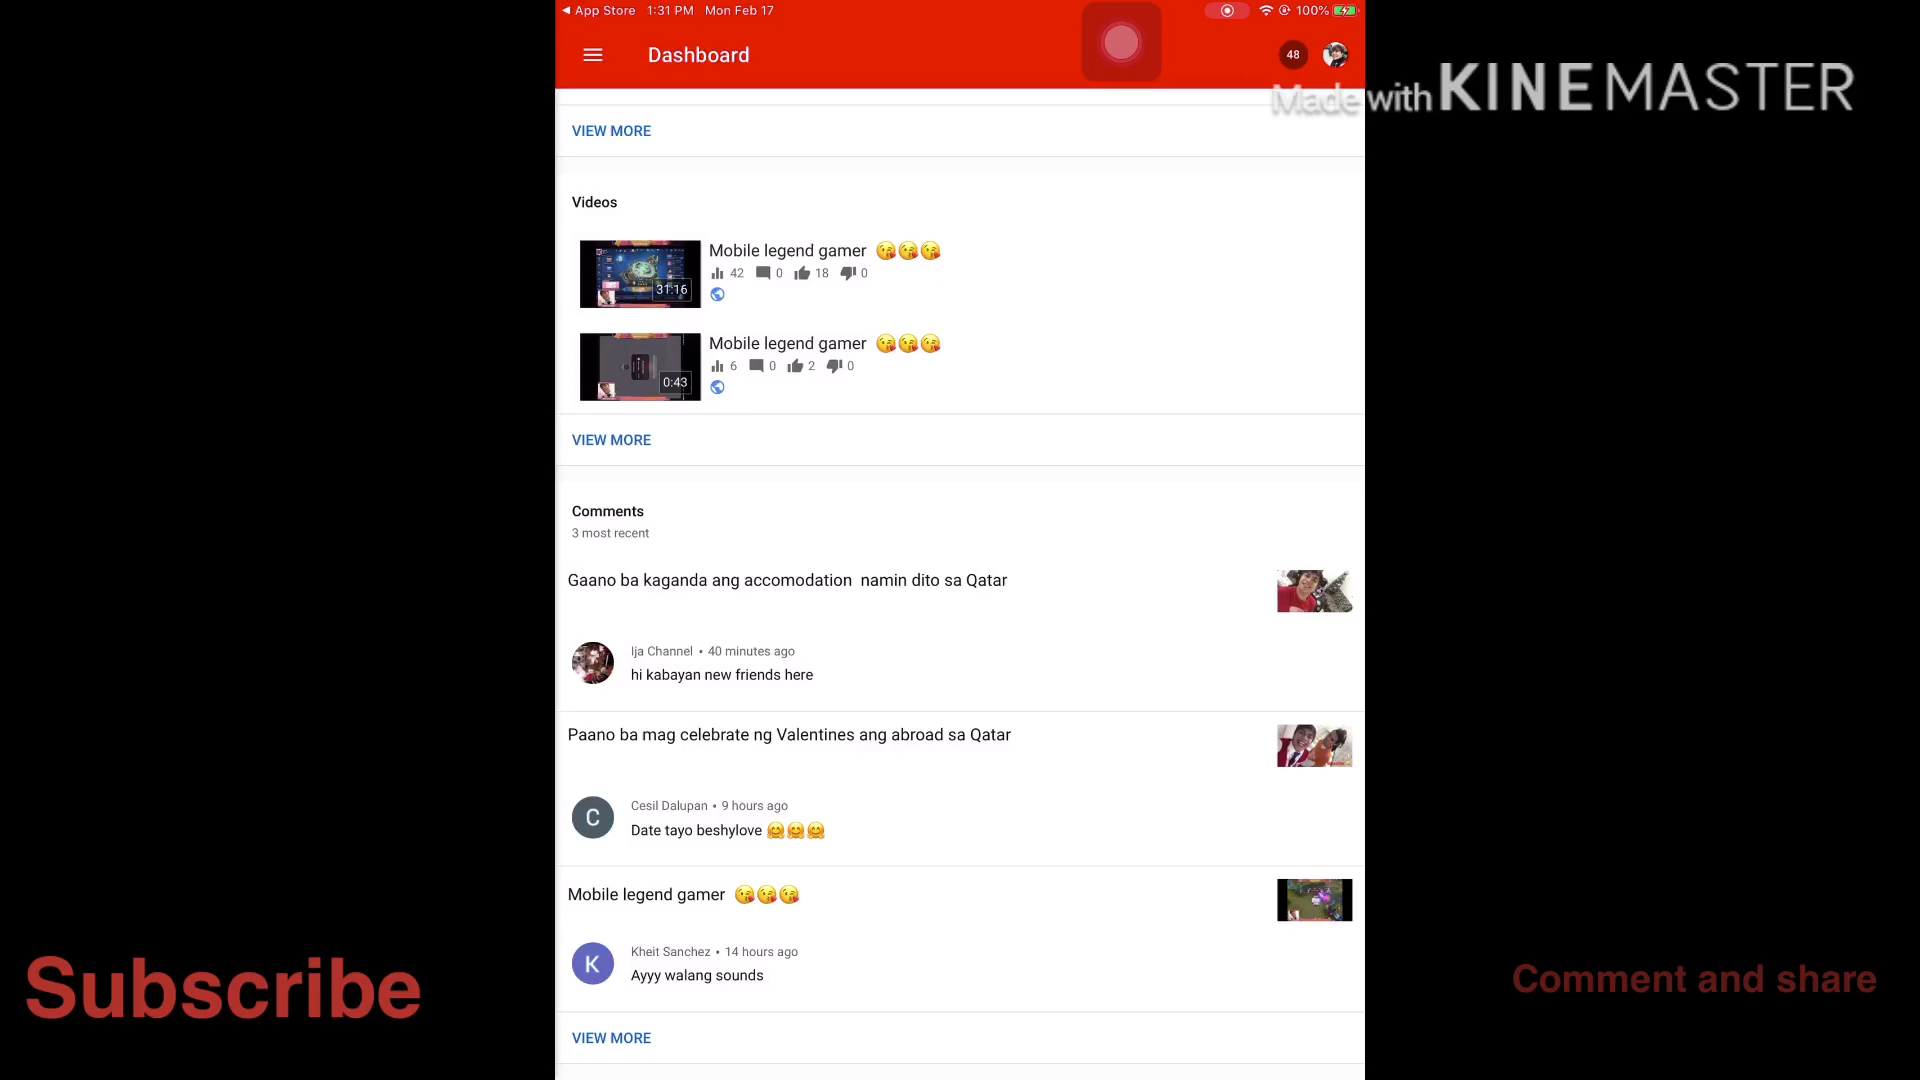 App Store 1:31 PM Mon Feb 17
100%
Dashboard
48
Made with KINEMASTER
VIEW MORE
Videos
Mobile legend gamer 😘😘😘
42 0 18 0
31:16
Mobile legend gamer 😘😘😘
6 0 2 0
0:43
VIEW MORE
Comments
3 most recent
Gaano ba kaganda ang accomodation namin dito sa Qatar
Ija Channel • 40 minutes ago
hi kabayan new friends here
Paano ba mag celebrate ng Valentines ang abroad sa Qatar
C
Cesil Dalupan • 9 hours ago
Date tayo beshylove 🤗🤗🤗
Mobile legend gamer 😘😘😘
K
Kheit Sanchez • 14 hours ago
Ayyy walang sounds
VIEW MORE
Subscribe
Comment and share